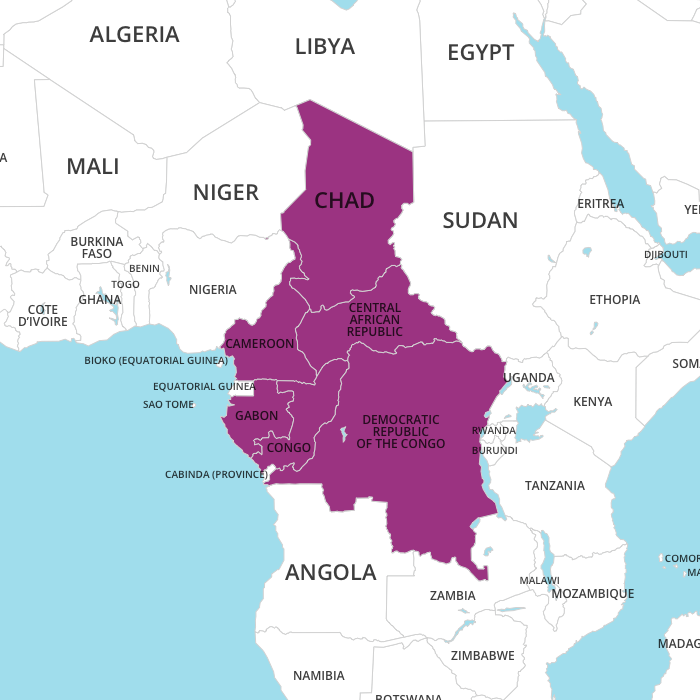 ALGERIA
LIBYA
EGYPT
A
MALI
NIGER
CHAD
SUDAN
ERITREA
YE
BURKINA
FASO
DJIBOUTI
BENIN
TOGO
GHANA
NIGERIA
ETHOPIA
COTE
D'IVOIRE
CENTRAL
AFRICAN
REPUBLIC
CAMEROON
BIOKO (EQUATORIAL GUINEA)
SOM
UGANDA
EQUATORIAL GUINEA
KENYA
SAO TOME
GABON
DEMOCRATIC
REPUBLIC
OF THE CONGO
RWANDA
CONGO
BURUNDI
CABINDA (PROVINCE)
TANZANIA
COMOR
MA
ANGOLA
MALAWI
MOZAMBIQUE
ZAMBIA
MADAG
ZIMBABWE
NAMIBIA
BOTSWANA